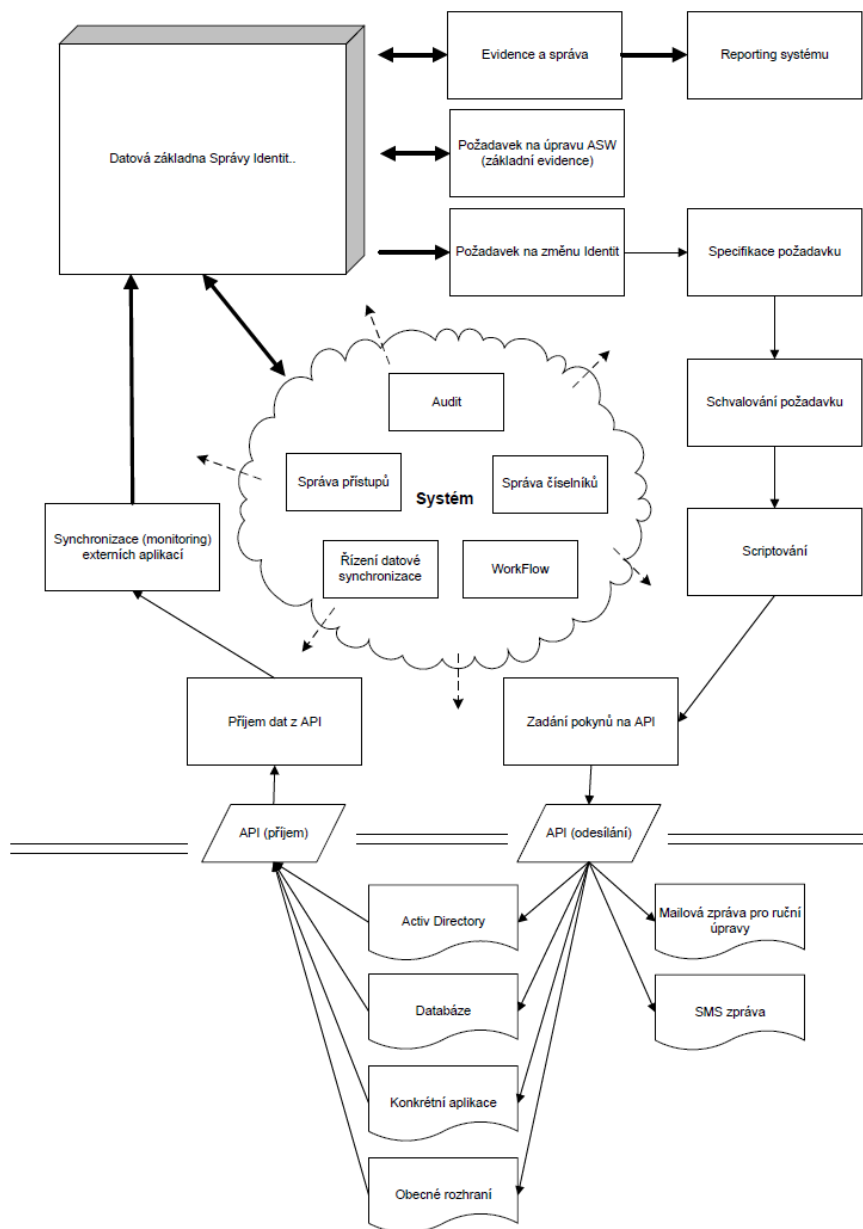 Evidence a správa
Reporting systému
Datová základna Správy Identit..
Požadavek na úpravu ASW
(základní evidence)
Požadavek na změnu Identit
Specifikace požadavku
Audit
Schvalování požadavku
Správa přístupů
Systém
Správa číselníků
Synchronizace (monitoring)
externích aplikací
Řízení datové
synchronizace
WorkFlow
Scriptování
Příjem dat z API
Zadání pokynů na API
API (příjem)
API (odesílání)
Activ Directory
Mailová zpráva pro ruční
úpravy
Databáze
SMS zpráva
Konkrétní aplikace
Obecné rozhraní